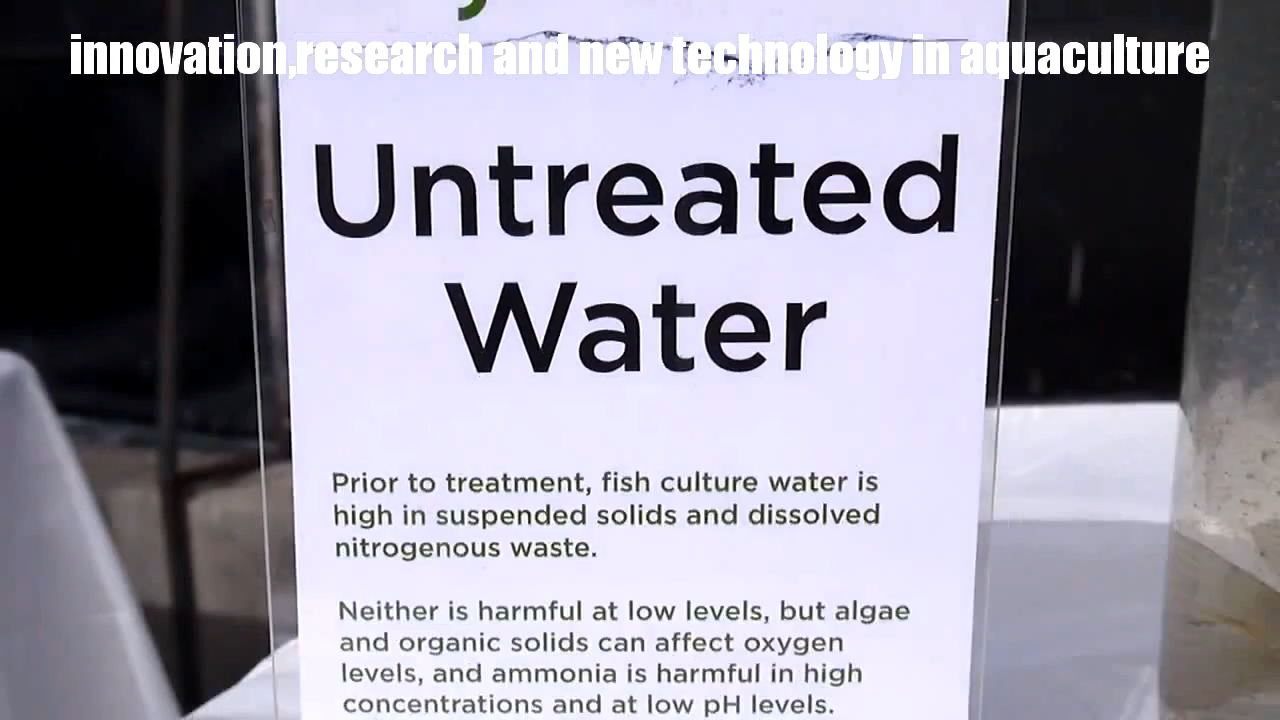 innovation,research and new technology in aquaculture
Untreated
Water
Prior to treatment, fish culture water is
high in suspended solids and dissolved
nitrogenous waste.
Neither is harmful at low levels, but algae
and organic solids can affect oxygen
levels, and ammonia is harmful in high
concentrations and at low pH levels.